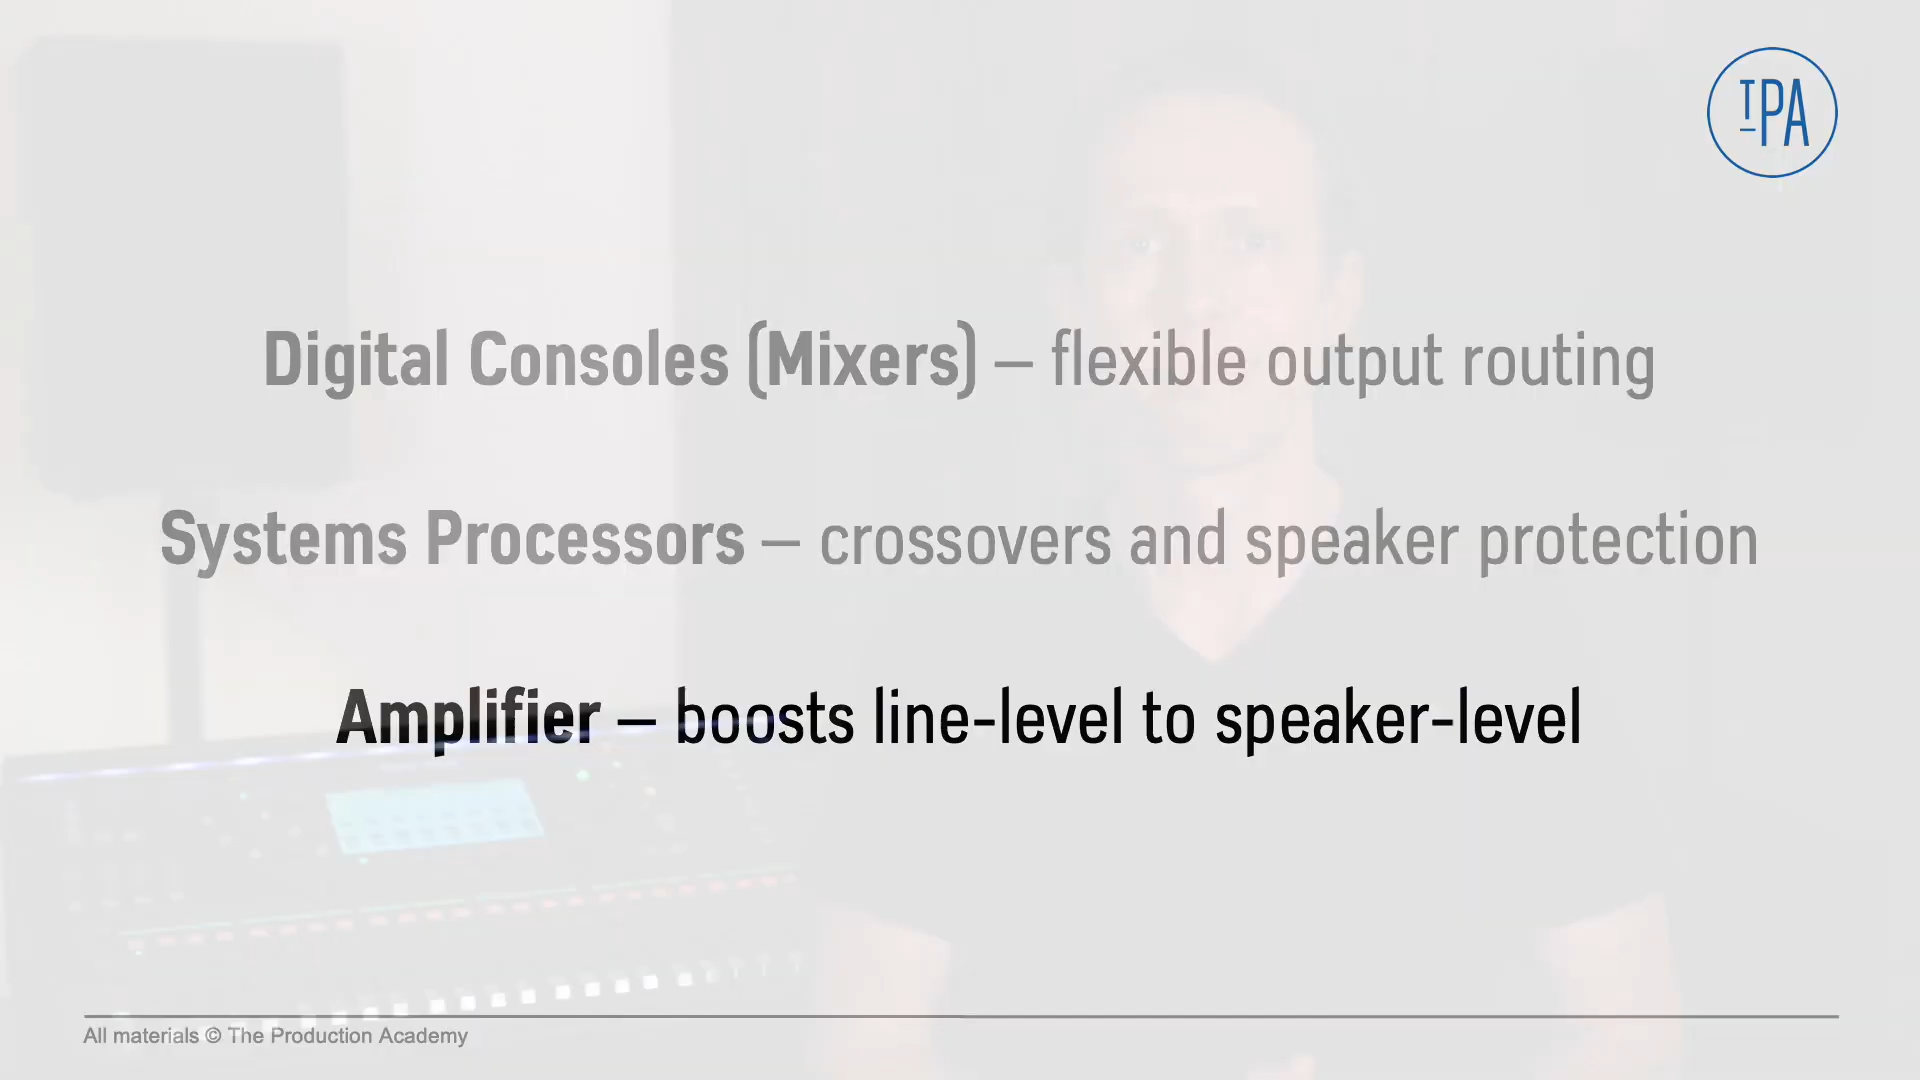 TPA
Digital Consoles (Mixers) – flexible output routing
Systems Processors – crossovers and speaker protection
Amplifier – boosts line-level to speaker-level
All materials © The Production Academy